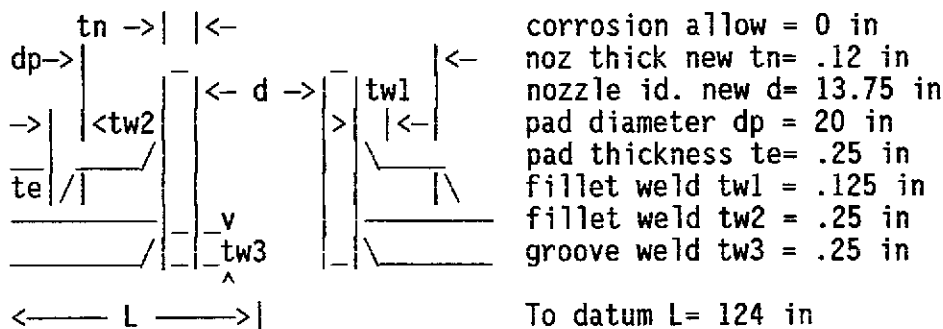 tn ->| |<- corrosion allow = 0 in
dp-> |<- noz thick new tn= .12 in
|<- d ->| tw1 nozzle id. new d= 13.75 in
->| |<tw2 |>| |<- pad diameter dp = 20 in
te pad thickness te= .25 in
fillet weld tw1 = .125 in
v fillet weld tw2 = .25 in
tw3 groove weld tw3 = .25 in
^
<—— L ——>| To datum L= 124 in